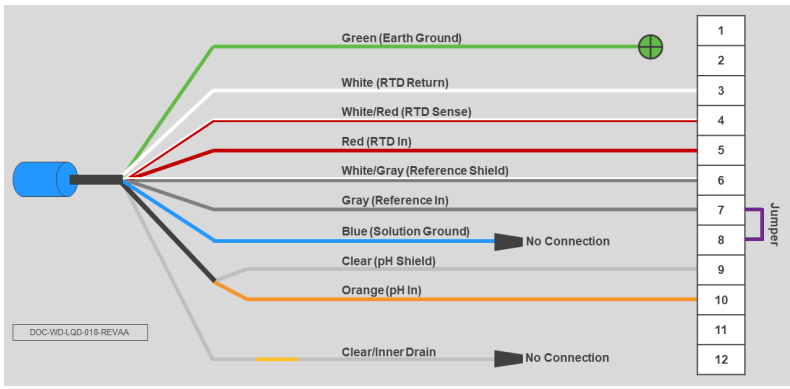 Green (Earth Ground)
White (RTD Return)
White/Red (RTD Sense)
Red (RTD In)
White/Gray (Reference Shield)
Gray (Reference In)
Blue (Solution Ground)
No Connection
Clear (pH Shield)
Orange (pH In)
Clear/Inner Drain
No Connection
DOC-WD-LQD-018-REVAA
1
2
3
4
5
6
7
8
9
10
11
12
Jumper